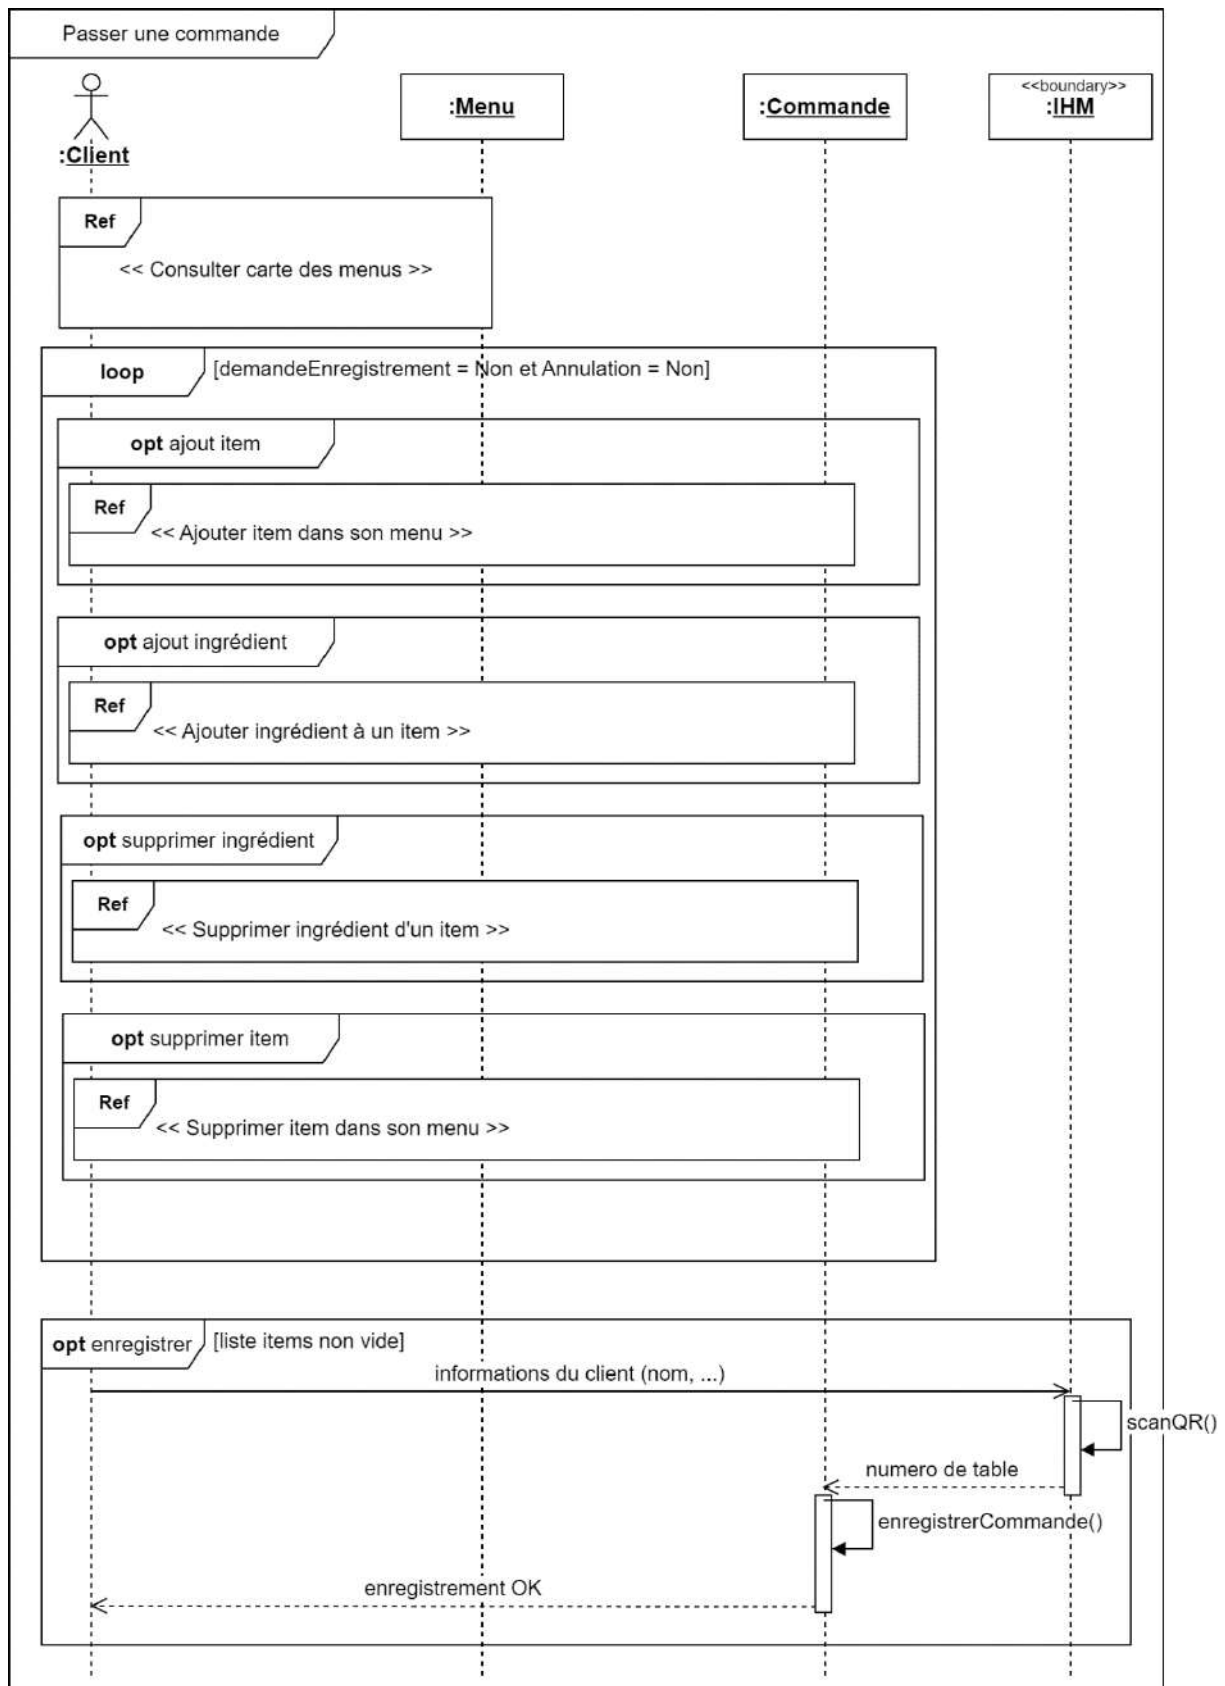 Passer une commande
:Client
:Menu
:Commande
<<boundary>>
:IHM
Ref
<< Consulter carte des menus >>
loop [demandeEnregistrement = Non et Annulation = Non]
opt ajout item
Ref
<< Ajouter item dans son menu >>
opt ajout ingrédient
Ref
<< Ajouter ingrédient à un item >>
opt supprimer ingrédient
Ref
<< Supprimer ingrédient d'un item >>
opt supprimer item
Ref
<< Supprimer item dans son menu >>
opt enregistrer [liste items non vide]
informations du client (nom, ...)
scanQR()
numero de table
enregistrerCommande()
enregistrement OK